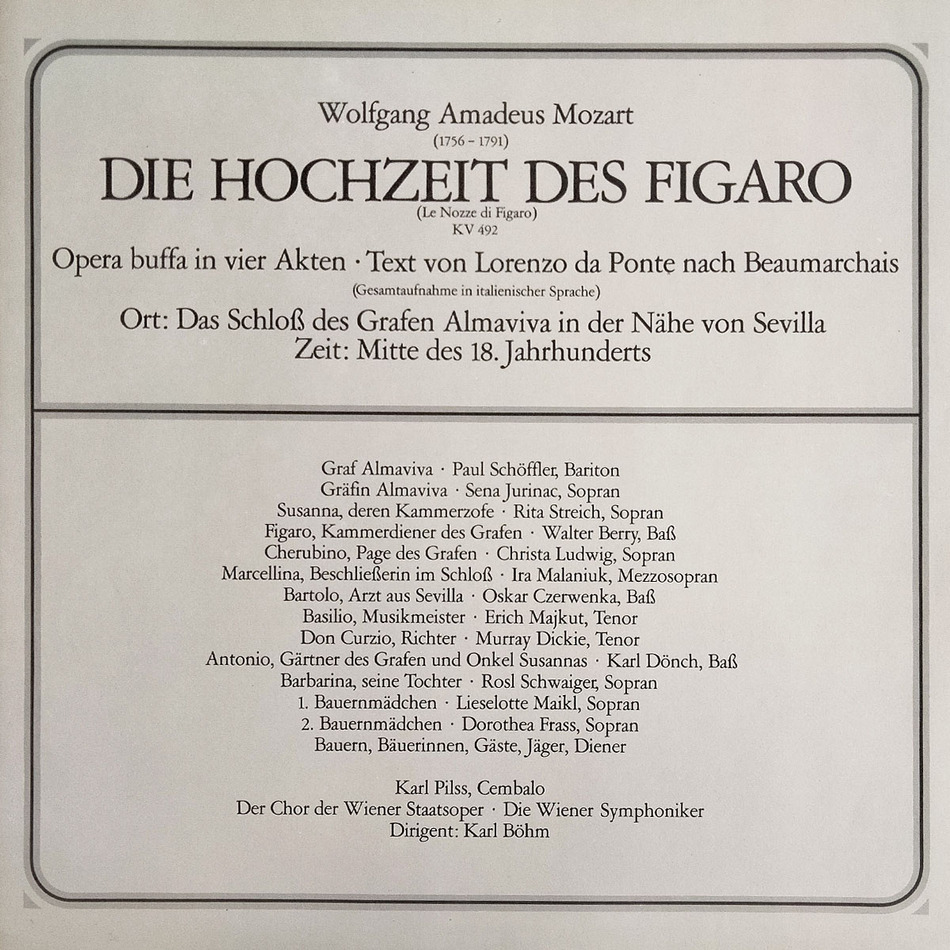 Wolfgang Amadeus Mozart
(1756 – 1791)
DIE HOCHZEIT DES FIGARO
(Le Nozze di Figaro)
KV 492
Opera buffa in vier Akten · Text von Lorenzo da Ponte nach Beaumarchais
(Gesamtaufnahme in italienischer Sprache)
Ort: Das Schloß des Grafen Almaviva in der Nähe von Sevilla
Zeit: Mitte des 18. Jahrhunderts
Graf Almaviva · Paul Schöffler, Bariton
Gräfin Almaviva · Sena Jurinac, Sopran
Susanna, deren Kammerzofe · Rita Streich, Sopran
Figaro, Kammerdiener des Grafen · Walter Berry, Baß
Cherubino, Page des Grafen · Christa Ludwig, Sopran
Marcellina, Beschließerin im Schloß · Ira Malaniuk, Mezzosopran
Bartolo, Arzt aus Sevilla · Oskar Czerwenka, Baß
Basilio, Musikmeister · Erich Majkut, Tenor
Don Curzio, Richter · Murray Dickie, Tenor
Antonio, Gärtner des Grafen und Onkel Susannas · Karl Dönch, Baß
Barbarina, seine Tochter · Rosl Schwaiger, Sopran
1. Bauernmädchen · Lieselotte Maikl, Sopran
2. Bauernmädchen · Dorothea Frass, Sopran
Bauern, Bäuerinnen, Gäste, Jäger, Diener
Karl Pilss, Cembalo
Der Chor der Wiener Staatsoper · Die Wiener Symphoniker
Dirigent: Karl Böhm